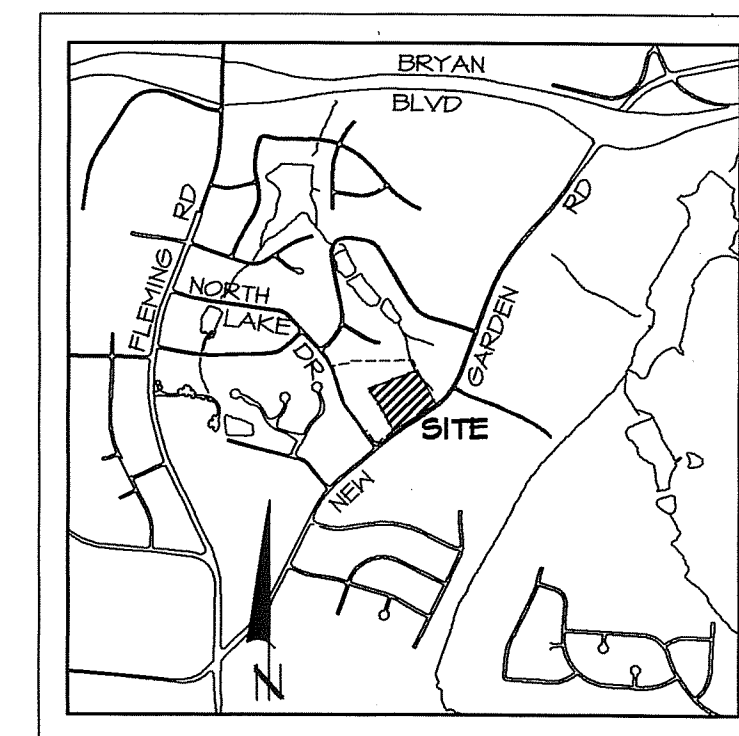 BRYAN
BLVD
FLEMING RD
NORTH
LAKE
DR
NEW GARDEN RD
SITE
N